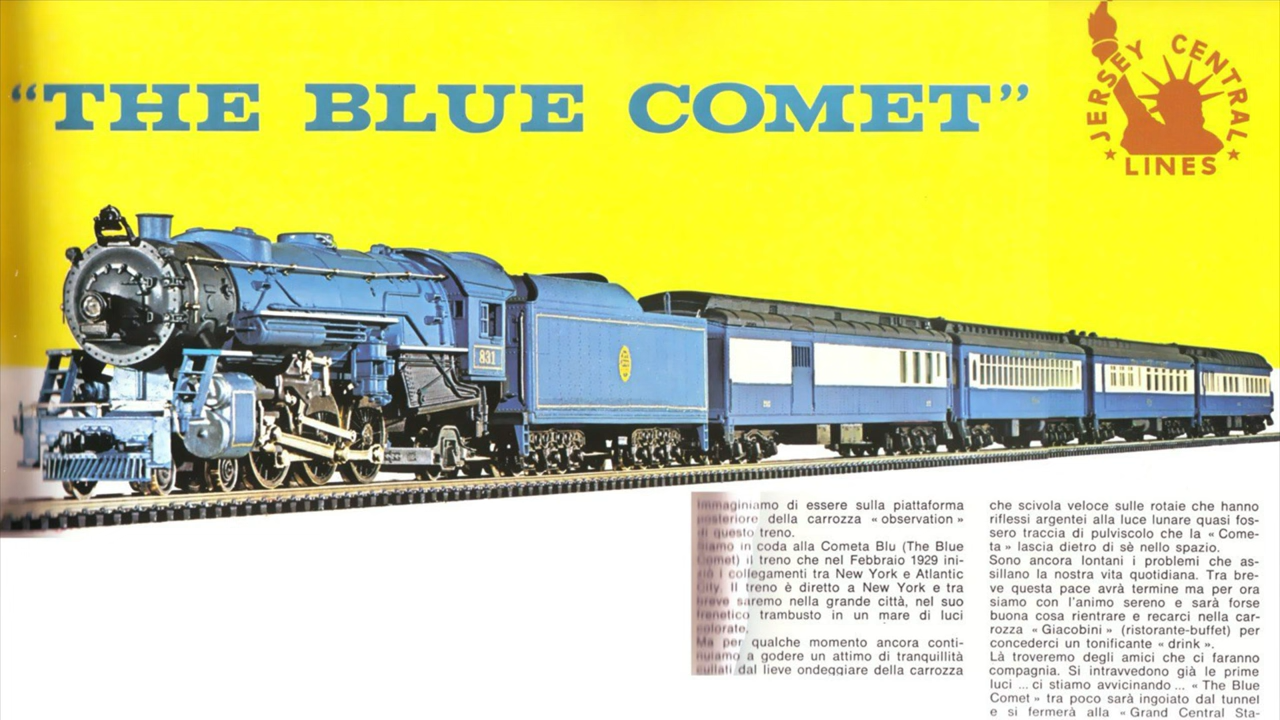 “THE BLUE COMET”
JERSEY CENTRAL
LINES
831
Immaginiamo di essere sulla piattaforma
posteriore della carrozza « observation »
di questo treno.
Siamo in coda alla Cometa Blu (The Blue
Comet) il treno che nel Febbraio 1929 ini-
ziò i collegamenti tra New York e Atlantic
City. Il treno è diretto a New York e tra
breve saremo nella grande città, nel suo
frenetico trambusto in un mare di luci
colorate.
Ma per qualche momento ancora conti-
nuiamo a godere un attimo di tranquillità
cullati dal lieve ondeggiare della carrozza
che scivola veloce sulle rotaie che hanno
riflessi argentei alla luce lunare quasi fos-
sero traccia di pulviscolo che la « Come-
ta » lascia dietro di sè nello spazio.
Sono ancora lontani i problemi che as-
sillano la nostra vita quotidiana. Tra bre-
ve questa pace avrà termine ma per ora
siamo con l'animo sereno e sarà forse
buona cosa rientrare e recarci nella car-
rozza « Giacobini » (ristorante-buffet) per
concederci un tonificante « drink ».
Là troveremo degli amici che ci faranno
compagnia. Si intravvedono già le prime
luci ... ci stiamo avvicinando ... « The Blue
Comet » tra poco sarà ingoiato dal tunnel
e si fermerà alla « Grand Central Sta-